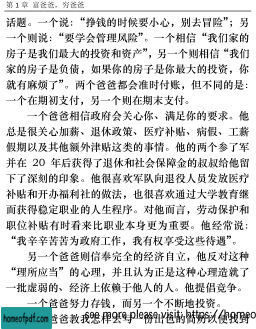 第 1 章 富爸爸，穷爸爸
话题。一个说：“挣钱的时候要小心，别去冒险”；另
一个则说：“要学会管理风险”。一个相信“我们家的
房子是我们最大的投资和资产”，另一个则相信“我们
家的房子是负债，如果你的房子是你最大的投资，你
就有麻烦了”。两个爸爸都会准时付账，但不同的是：
一个在期初支付，另一个则在期末支付。
一个爸爸相信政府会关心你、满足你的要求。他
总是很关心加薪、退休政策、医疗补贴、病假、工薪
假期以及其他额外津贴这类的事情。他的两个参了军
并在 20 年后获得了退休和社会保障金的叔叔给他留
下了深刻的印象。他很喜欢军队向退役人员发放医疗
补贴和开办福利社的做法，也很喜欢通过大学教育继
而获得稳定职业的人生程序。对他而言，劳动保护和
职位补贴有时看来比职业本身更为重要。他经常说：
“我辛辛苦苦为政府工作，我有权享受这些待遇”。
另一个爸爸则信奉完全的经济自立，他反对这种
“理所应当”的心理，并且认为正是这种心理造就了
一批虚弱的、经济上依赖于他人的人。他提倡竞争。
一个爸爸努力存钱，而另一个不断地投资。
爸爸教我怎样去写一份出色的简历以便找到
homeofpdf.com
see more please visit: https://homeo